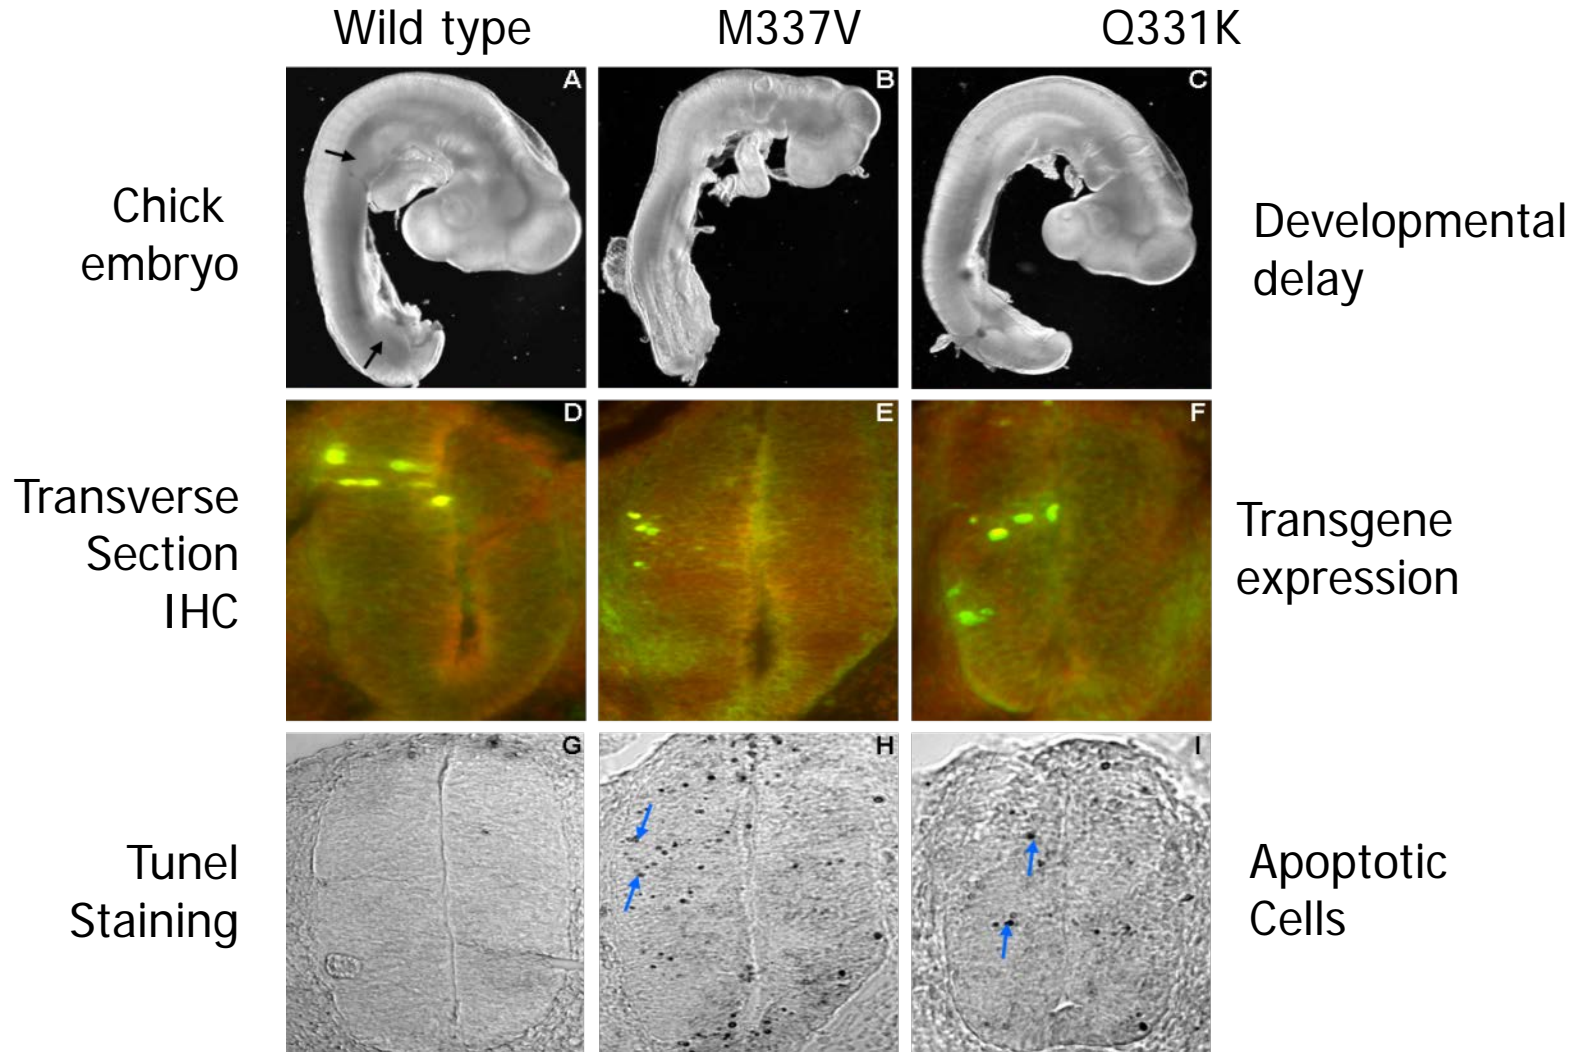 Wild type
M337V
Q331K
A
B
C
Chick
embryo
Developmental
delay
D
E
F
Transverse
Section
IHC
Transgene
expression
G
H
I
Tunel
Staining
Apoptotic
Cells